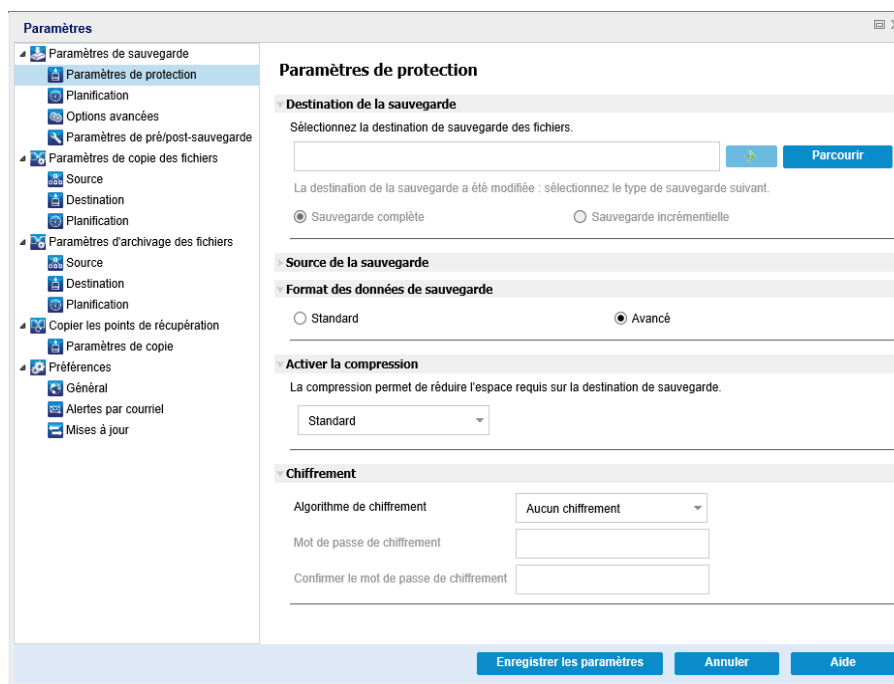 Paramètres
Paramètres de sauvegarde
Paramètres de protection
Planification
Options avancées
Paramètres de pré/post-sauvegarde
Paramètres de copie des fichiers
Source
Destination
Planification
Paramètres d'archivage des fichiers
Source
Destination
Planification
Copier les points de récupération
Paramètres de copie
Préférences
Général
Alertes par courriel
Mises à jour
Paramètres de protection
Destination de la sauvegarde
Sélectionnez la destination de sauvegarde des fichiers.
Parcourir
La destination de la sauvegarde a été modifiée : sélectionnez le type de sauvegarde suivant.
Sauvegarde complète Sauvegarde incrémentielle
Source de la sauvegarde
Format des données de sauvegarde
Standard Avancé
Activer la compression
La compression permet de réduire l'espace requis sur la destination de sauvegarde.
Standard
Chiffrement
Algorithme de chiffrement Aucun chiffrement
Mot de passe de chiffrement
Confirmer le mot de passe de chiffrement
Enregistrer les paramètres Annuler Aide